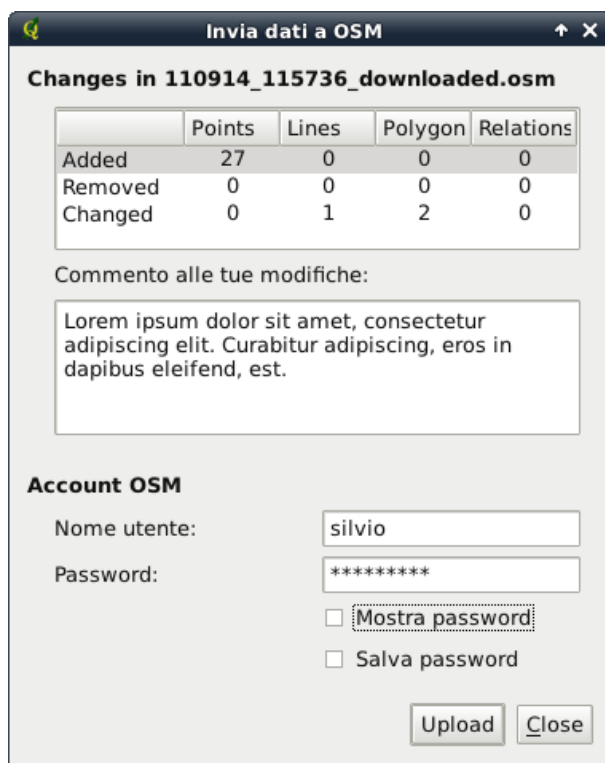 Invia dati a OSM
Changes in 110914_115736_downloaded.osm
Points Lines Polygon Relations
Added 27 0 0 0
Removed 0 0 0 0
Changed 0 1 2 0
Commento alle tue modifiche:
Lorem ipsum dolor sit amet, consectetur
adipiscing elit. Curabitur adipiscing, eros in
dapibus eleifend, est.
Account OSM
Nome utente: silvio
Password: *********
Mostra password
Salva password
Upload Close